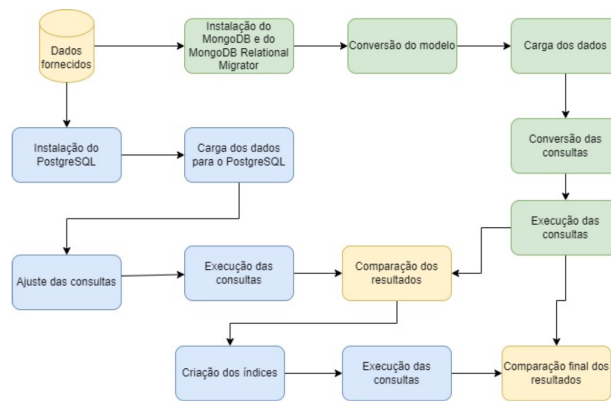 Dados
fornecidos
Instalação do
MongoDB e do
MongoDB Relational
Migrator
Conversão do modelo
Carga dos dados
Instalação do
PostgreSQL
Carga dos dados
para o PostgreSQL
Conversão das
consultas
Execução das
consultas
Ajuste das consultas
Execução das
consultas
Comparação dos
resultados
Criação dos índices
Execução das
consultas
Comparação final dos
resultados